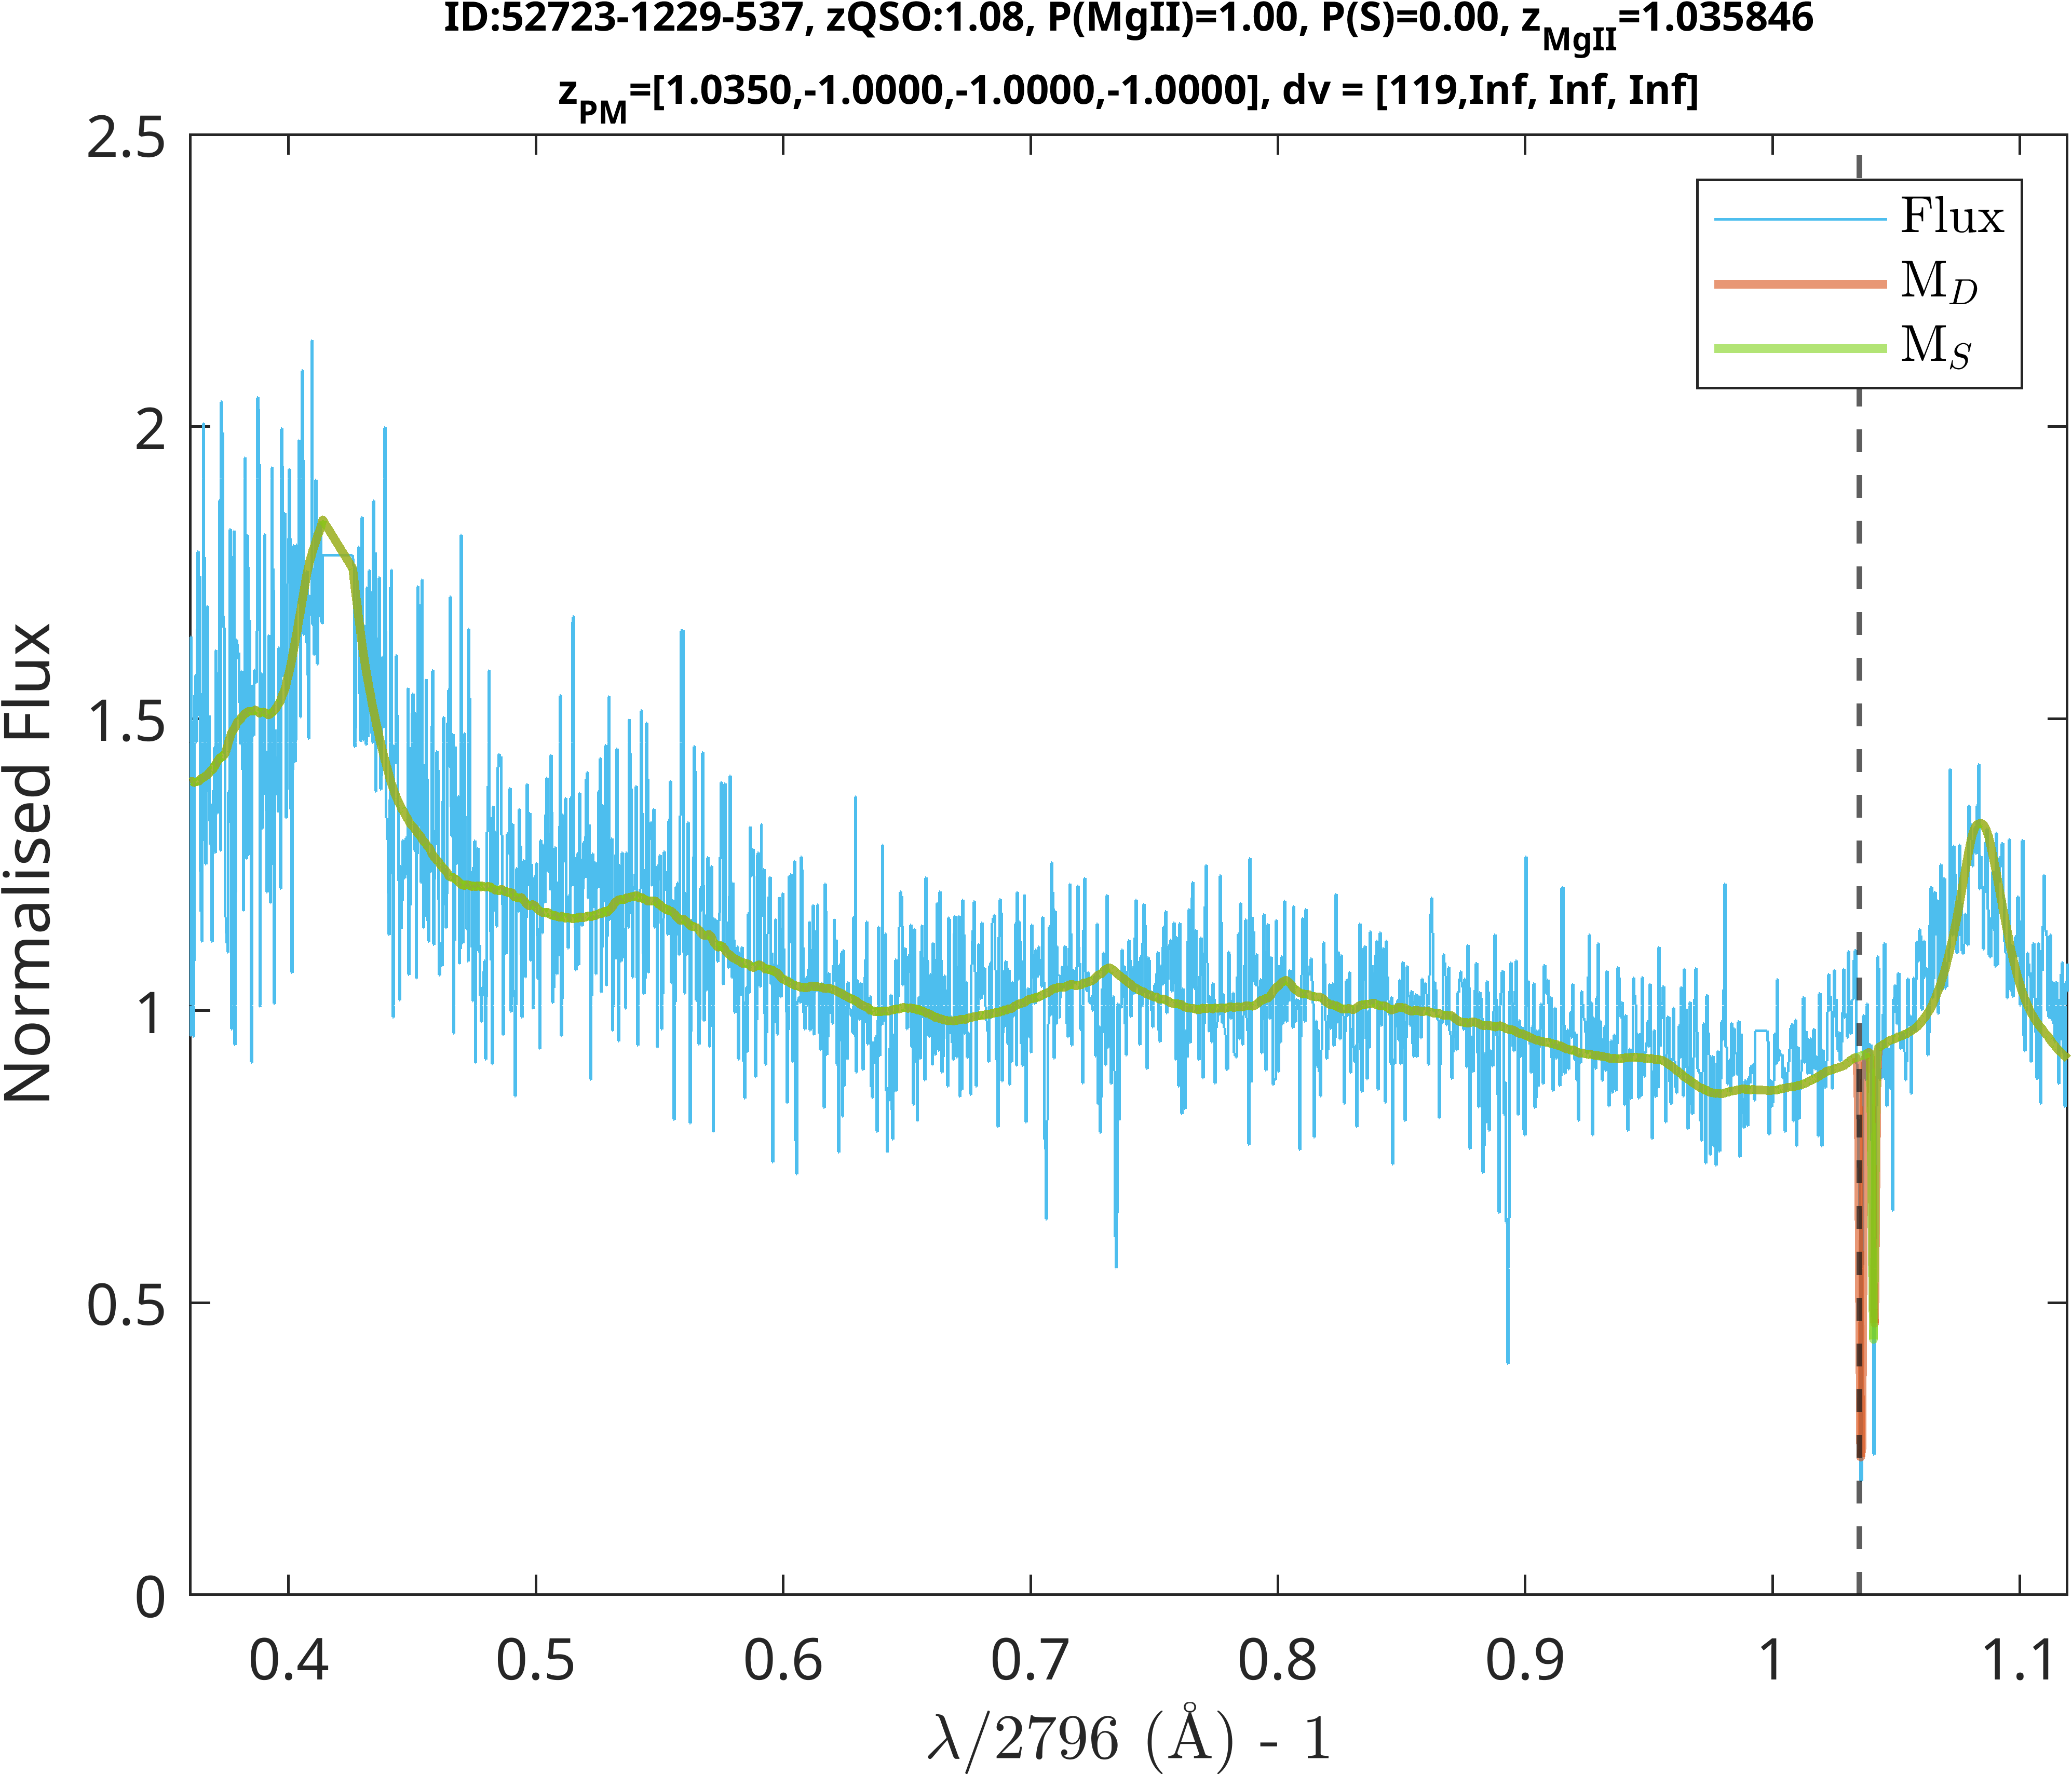 ID:52723-1229-537, zQSO:1.08, P(MgII)=1.00, P(S)=0.00, zMgII=1.035846
zPM=[1.0350,-1.0000,-1.0000,-1.0000], dv = [119,Inf, Inf, Inf]
2.5
2
1.5
1
0.5
0
Normalised Flux
Flux
MD
MS
0.4
0.5
0.6
0.7
0.8
0.9
1
1.1
λ/2796 (Å) - 1